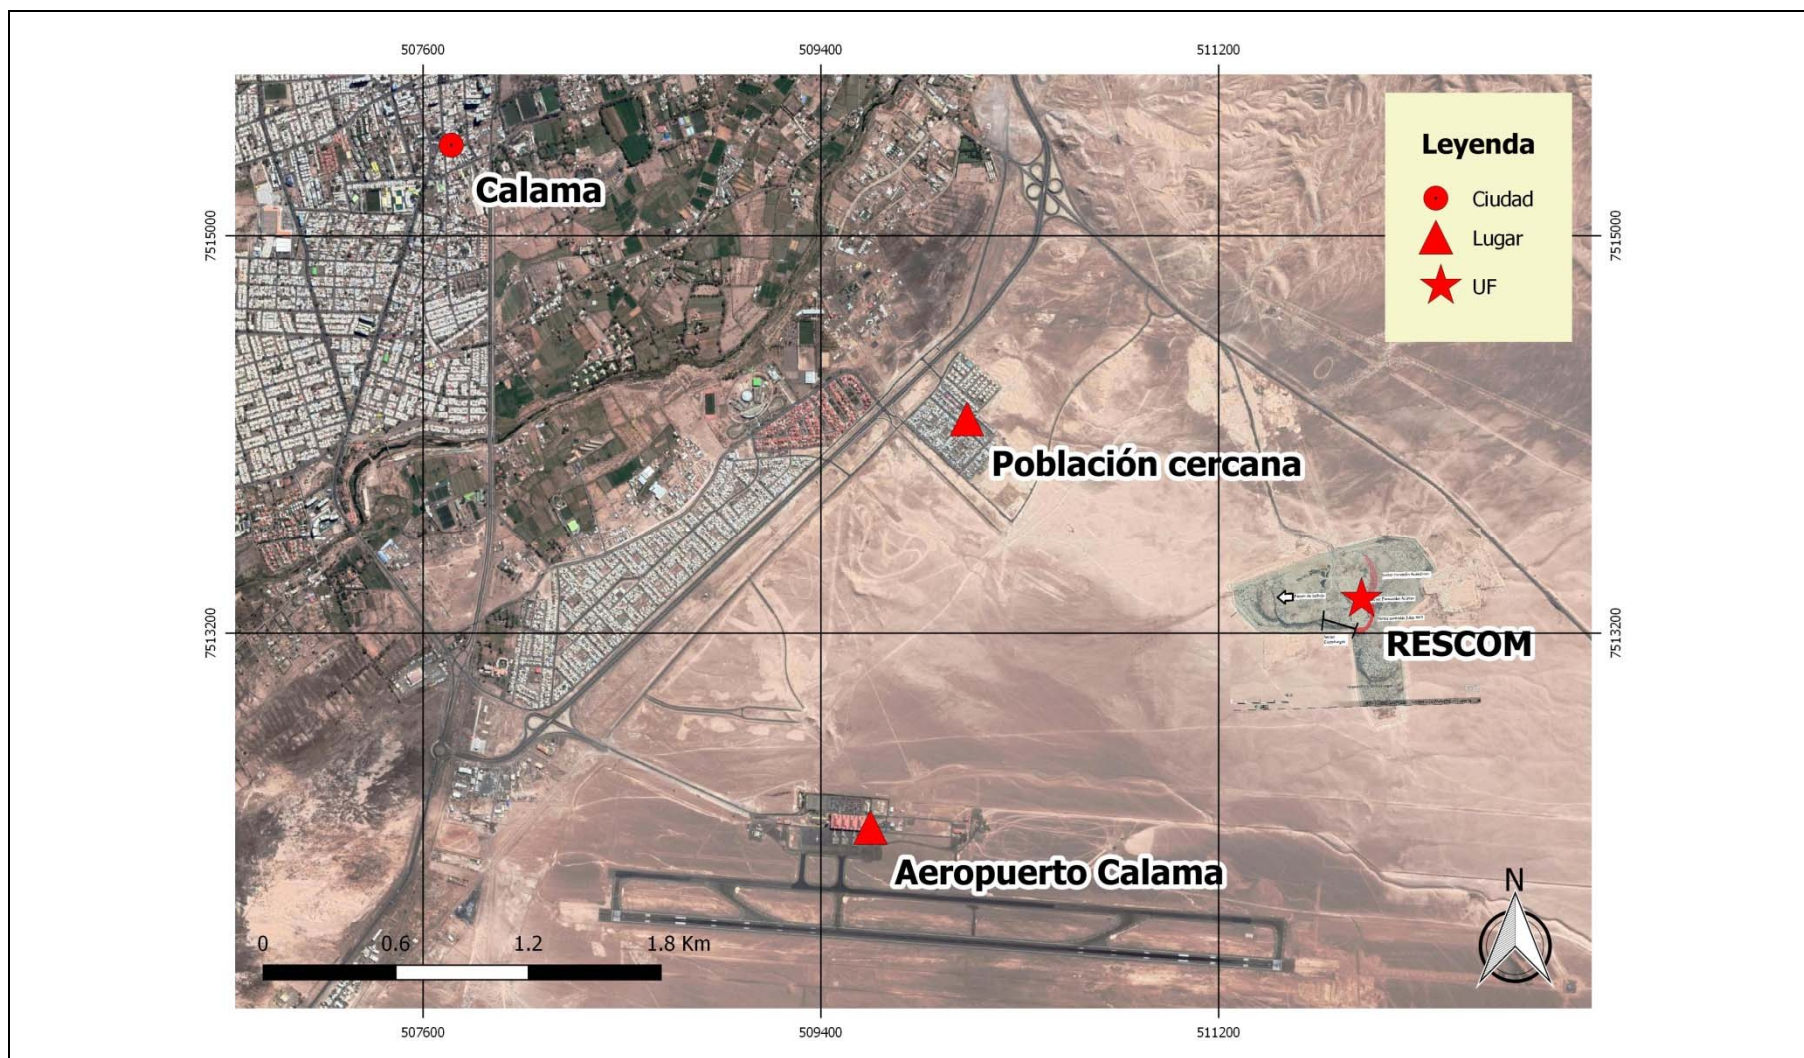 507600
509400
511200
Leyenda
Ciudad
Lugar
UF
Calama
7515000
7515000
Población cercana
7513200
7513200
RESCOM
Aeropuerto Calama
N
0 0.6 1.2 1.8 Km
507600
509400
511200